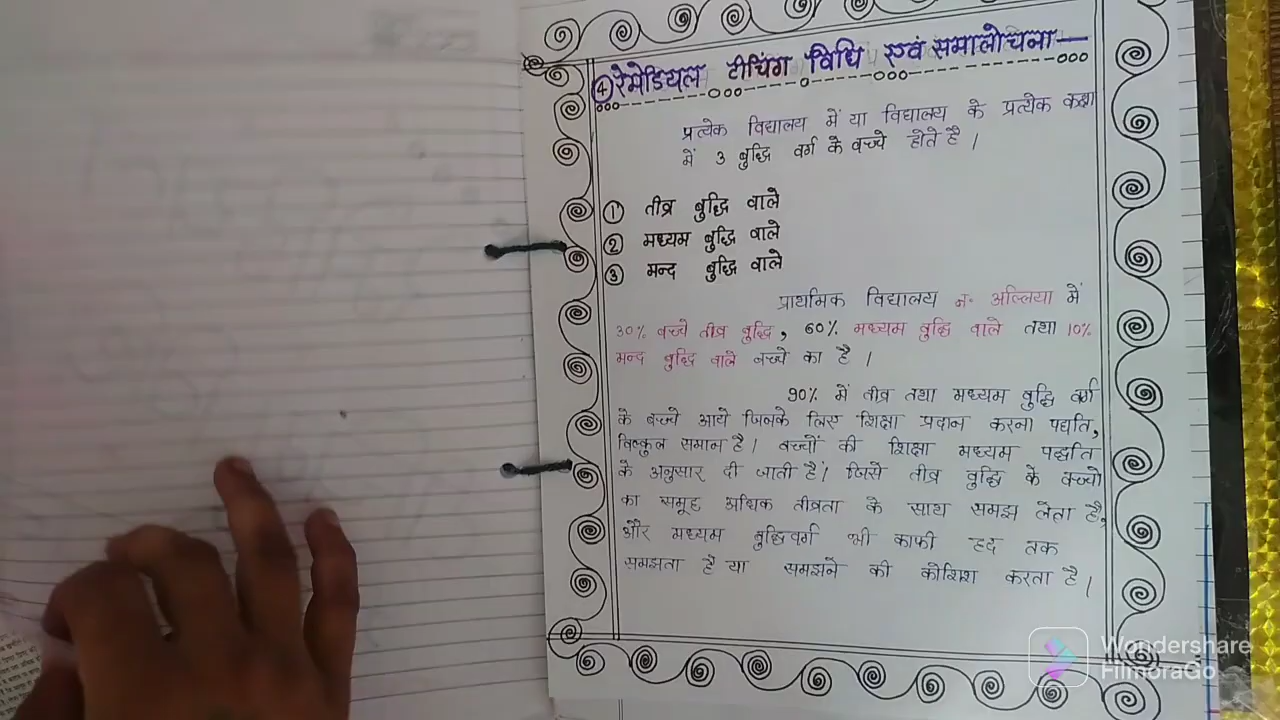 ④ रेमेडियल टीचिंग विधि एवं समालोचना —
प्रत्येक विद्यालय में या विद्यालय के प्रत्येक कक्षा
में 3 बुद्धि वर्ग के बच्चे होते है ।
① तीव्र बुद्धि वाले
② मध्यम बुद्धि वाले
③ मन्द बुद्धि वाले
प्राथमिक विद्यालय न॰ अल्लिया में
30% बच्चे तीव्र बुद्धि, 60% मध्यम बुद्धि वाले तथा 10%
मन्द बुद्धि वाले बच्चे का है ।
90% में तीव्र तथा मध्यम बुद्धि वर्ग
के बच्चे आये जिनके लिए शिक्षा प्रदान करना पद्यति,
विल्कुल समान है । बच्चों की शिक्षा मध्यम पद्धति
के अनुसार दी जाती है । जिसे तीव्र बुद्धि के बच्चो
का समूह अधिक तीव्रता के साथ समझ लेता है,
और मध्यम बुद्धिवर्ग भी काफी हद तक
समझता है या समझने की कोशिश करता है ।
Wondershare
FilmoraGo